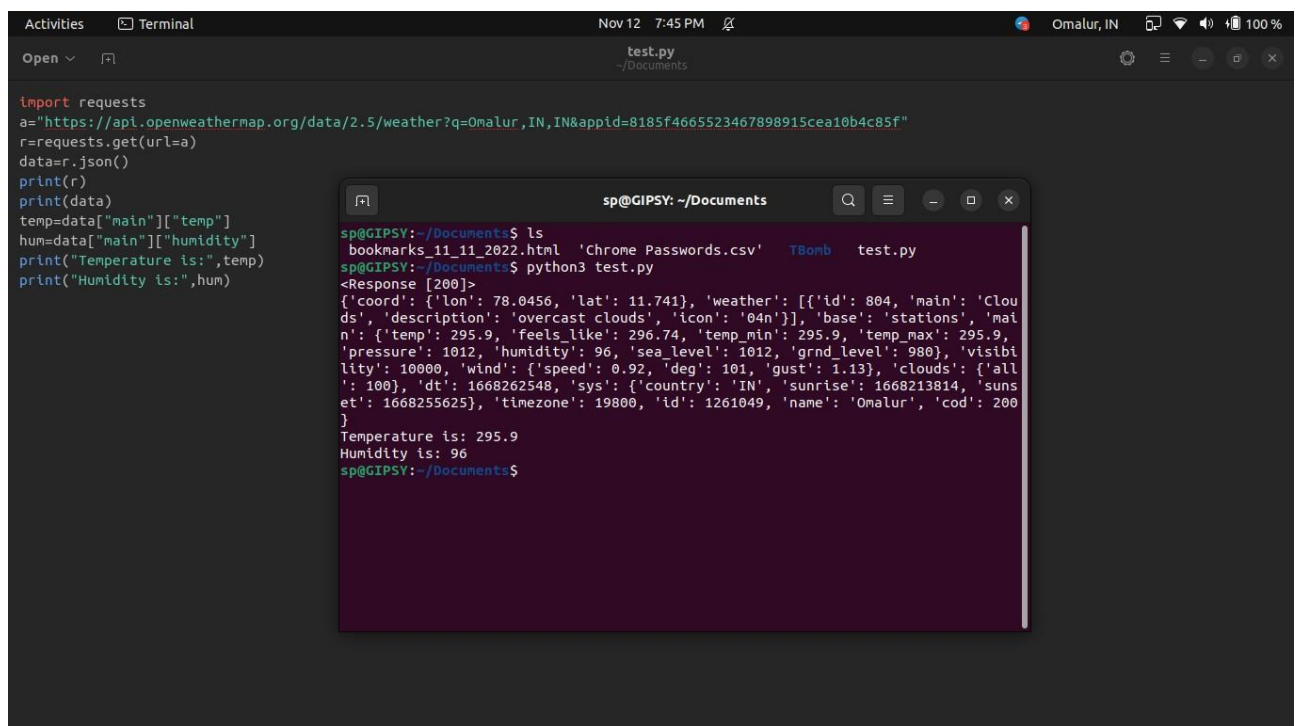 Activities Terminal Nov 12 7:45 PM Omalur, IN 100 %
Open test.py
~/Documents
import requests
a="https://api.openweathermap.org/data/2.5/weather?q=Omalur,IN,IN&appid=8185f4665523467898915cea10b4c85f"
r=requests.get(url=a)
data=r.json()
print(r)
print(data)
temp=data["main"]["temp"]
hum=data["main"]["humidity"]
print("Temperature is:",temp)
print("Humidity is:",hum)
sp@GIPSY: ~/Documents
sp@GIPSY:~/Documents$ ls
bookmarks_11_11_2022.html 'Chrome Passwords.csv' TBomb test.py
sp@GIPSY:~/Documents$ python3 test.py
<Response [200]>
{'coord': {'lon': 78.0456, 'lat': 11.741}, 'weather': [{'id': 804, 'main': 'Clou
ds', 'description': 'overcast clouds', 'icon': '04n'}], 'base': 'stations', 'mai
n': {'temp': 295.9, 'feels_like': 296.74, 'temp_min': 295.9, 'temp_max': 295.9,
'pressure': 1012, 'humidity': 96, 'sea_level': 1012, 'grnd_level': 980}, 'visibi
lity': 10000, 'wind': {'speed': 0.92, 'deg': 101, 'gust': 1.13}, 'clouds': {'all
': 100}, 'dt': 1668262548, 'sys': {'country': 'IN', 'sunrise': 1668213814, 'suns
et': 1668255625}, 'timezone': 19800, 'id': 1261049, 'name': 'Omalur', 'cod': 200
}
Temperature is: 295.9
Humidity is: 96
sp@GIPSY:~/Documents$